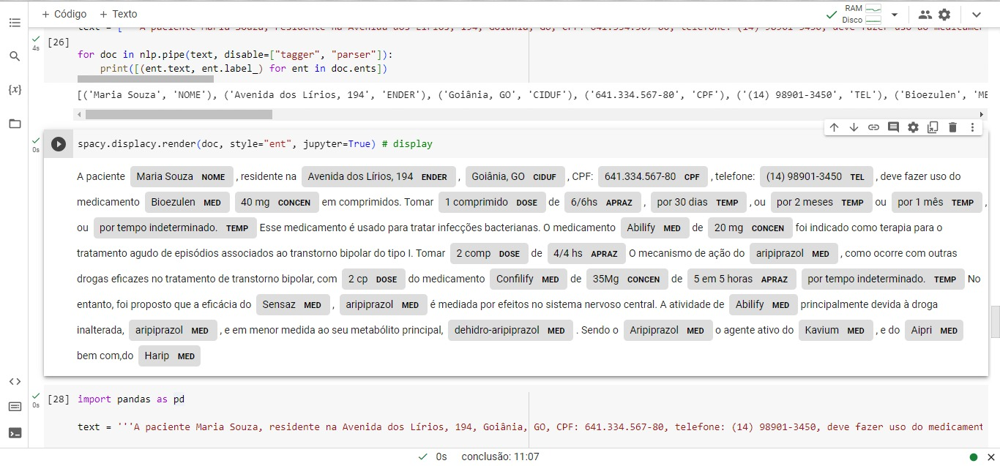 + Código + Texto
RAM
Disco
text = [ "A paciente Maria Souza, residente na Avenida dos Lírios, 194, Goiânia, GO, CPF: 641.334.567-80, telefone: (14) 98901-3450, deve fazer uso do medicamen
4s
[26]
for doc in nlp.pipe(text, disable=["tagger", "parser"]):
print([(ent.text, ent.label_) for ent in doc.ents])
[('Maria Souza', 'NOME'), ('Avenida dos Lírios, 194', 'ENDER'), ('Goiânia, GO', 'CIDUF'), ('641.334.567-80', 'CPF'), ('(14) 98901-3450', 'TEL'), ('Bioezulen', 'ME
{x}
0s
spacy.displacy.render(doc, style="ent", jupyter=True) # display
A paciente Maria Souza NOME , residente na Avenida dos Lírios, 194 ENDER , Goiânia, GO CIDUF , CPF: 641.334.567-80 CPF , telefone: (14) 98901-3450 TEL , deve fazer uso do
medicamento Bioezulen MED 40 mg CONCEN em comprimidos. Tomar 1 comprimido DOSE de 6/6hs APRAZ , por 30 dias TEMP , ou por 2 meses TEMP ou por 1 mês TEMP ,
ou por tempo indeterminado. TEMP Esse medicamento é usado para tratar infecções bacterianas. O medicamento Abilify MED de 20 mg CONCEN foi indicado como terapia para o
tratamento agudo de episódios associados ao transtorno bipolar do tipo I. Tomar 2 comp DOSE de 4/4 hs APRAZ O mecanismo de ação do aripiprazol MED , como ocorre com outras
drogas eficazes no tratamento de transtorno bipolar, com 2 cp DOSE do medicamento Confilify MED de 35Mg CONCEN de 5 em 5 horas APRAZ por tempo indeterminado. TEMP No
entanto, foi proposto que a eficácia do Sensaz MED , aripiprazol MED é mediada por efeitos no sistema nervoso central. A atividade de Abilify MED principalmente devida à droga
inalterada, aripiprazol MED , e em menor medida ao seu metabólito principal, dehidro-aripiprazol MED . Sendo o Aripiprazol MED o agente ativo do Kavium MED , e do Aipri MED
bem com,do Harip MED
0s
[28] import pandas as pd
text = '''A paciente Maria Souza, residente na Avenida dos Lírios, 194, Goiânia, GO, CPF: 641.334.567-80, telefone: (14) 98901-3450, deve fazer uso do medicament
0s conclusão: 11:07